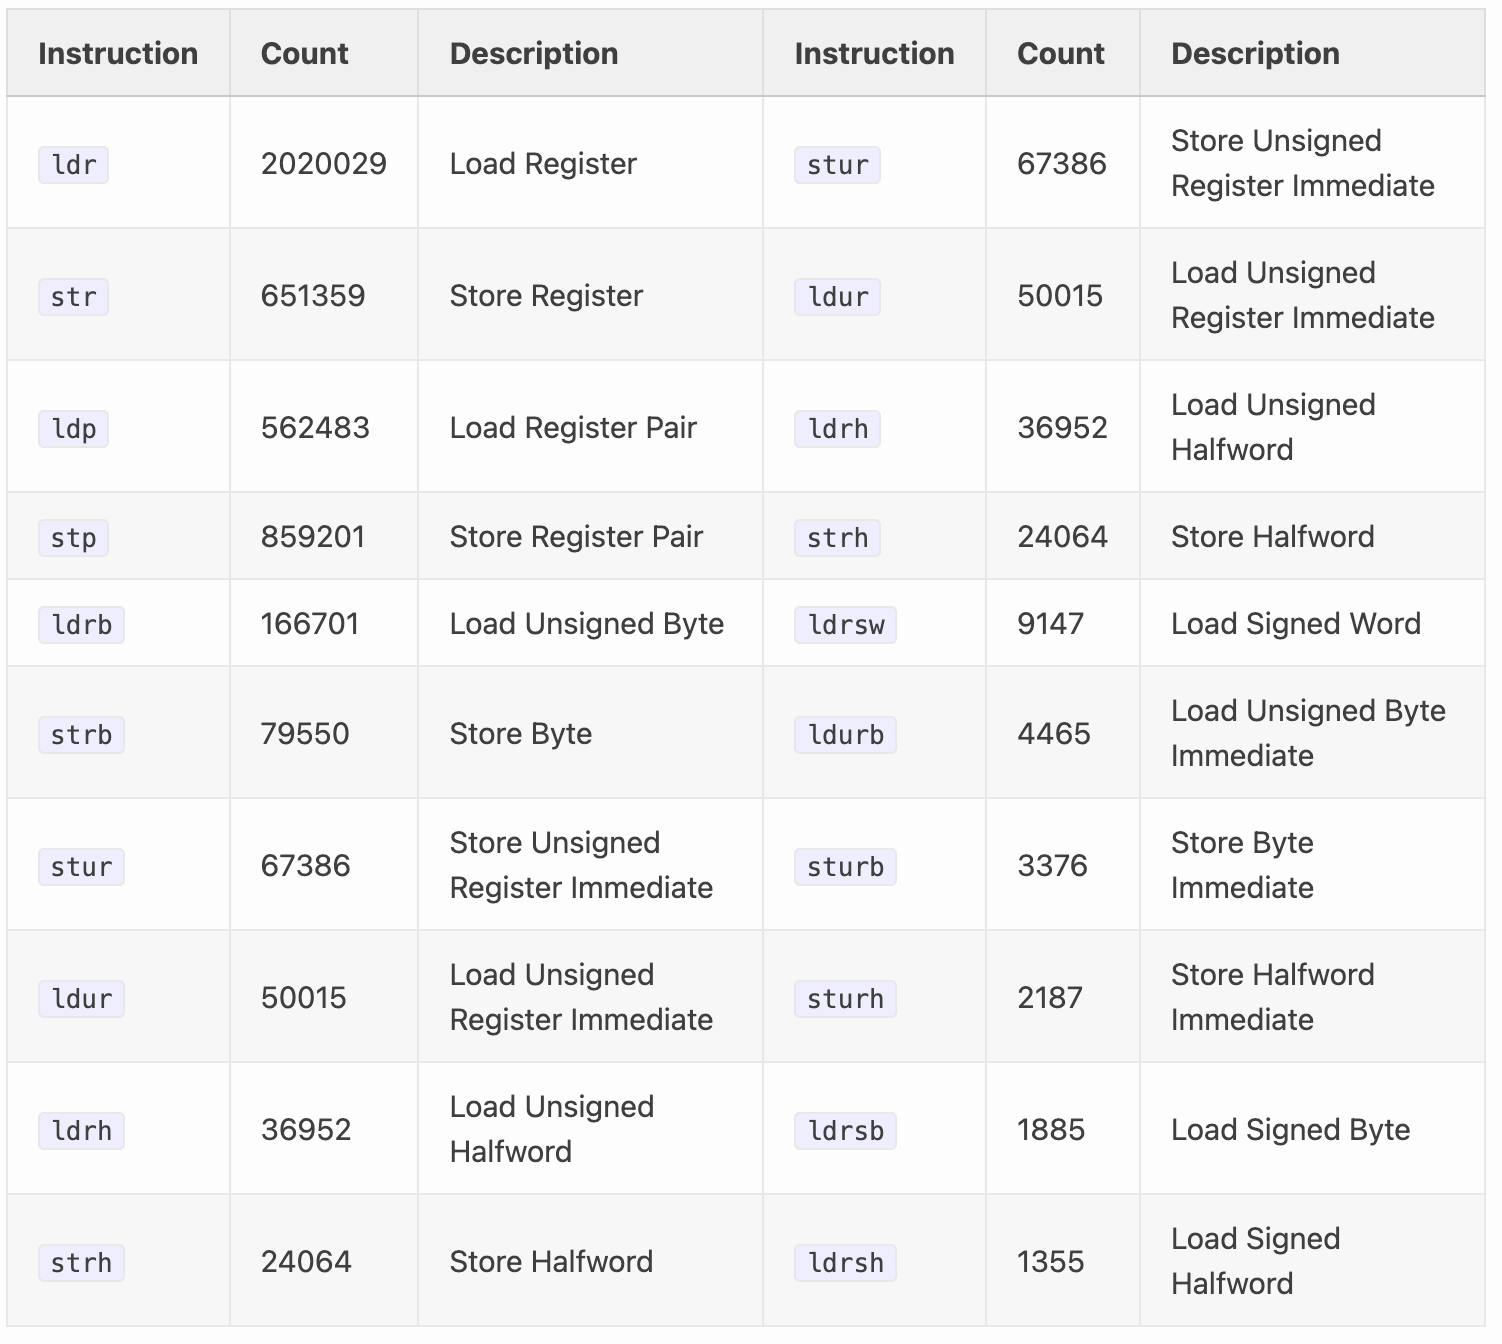 Instruction Count Description Instruction Count Description
ldr 2020029 Load Register stur 67386 Store Unsigned
Register Immediate
str 651359 Store Register ldur 50015 Load Unsigned
Register Immediate
ldp 562483 Load Register Pair ldrh 36952 Load Unsigned
Halfword
stp 859201 Store Register Pair strh 24064 Store Halfword
ldrb 166701 Load Unsigned Byte ldrsw 9147 Load Signed Word
strb 79550 Store Byte ldurb 4465 Load Unsigned Byte
Immediate
stur 67386 Store Unsigned
Register Immediate sturb 3376 Store Byte
Immediate
ldur 50015 Load Unsigned
Register Immediate sturh 2187 Store Halfword
Immediate
ldrh 36952 Load Unsigned
Halfword ldrsb 1885 Load Signed Byte
strh 24064 Store Halfword ldrsh 1355 Load Signed
Halfword